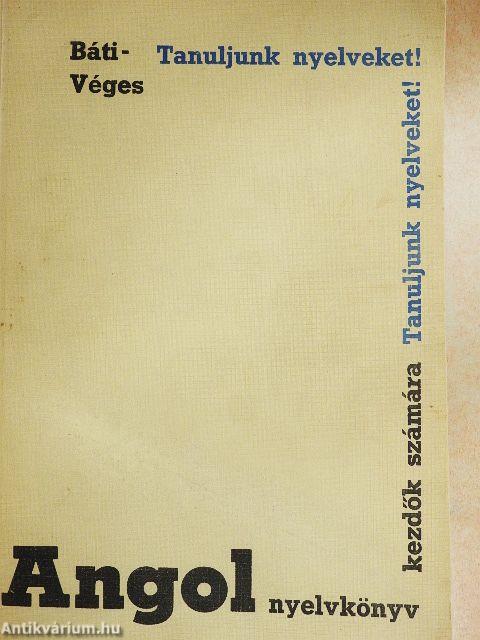 Báti-
Véges
Tanuljunk nyelveket!
Tanuljunk nyelveket!
Angol
nyelvkönyv
kezdők számára
Antikvárium.hu